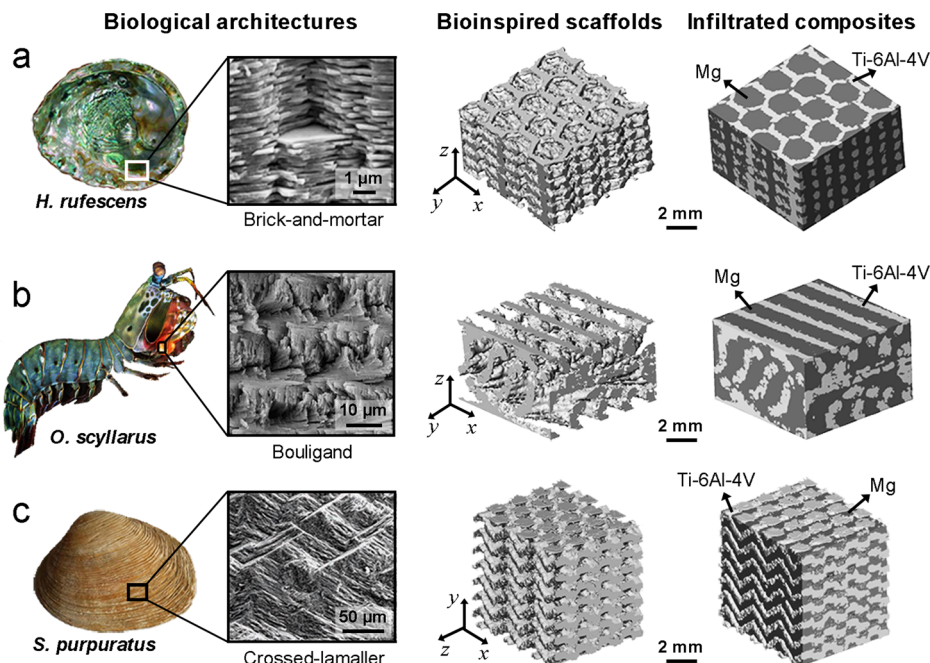 Biological architectures
Bioinspired scaffolds
Infiltrated composites
a
H. rufescens
1 µm
Brick-and-mortar
z
y
x
2 mm
Mg
Ti-6Al-4V
b
O. scyllarus
10 µm
Bouligand
z
y
x
2 mm
Mg
Ti-6Al-4V
c
S. purpuratus
50 µm
Crossed-lamaller
y
z
x
2 mm
Ti-6Al-4V
Mg